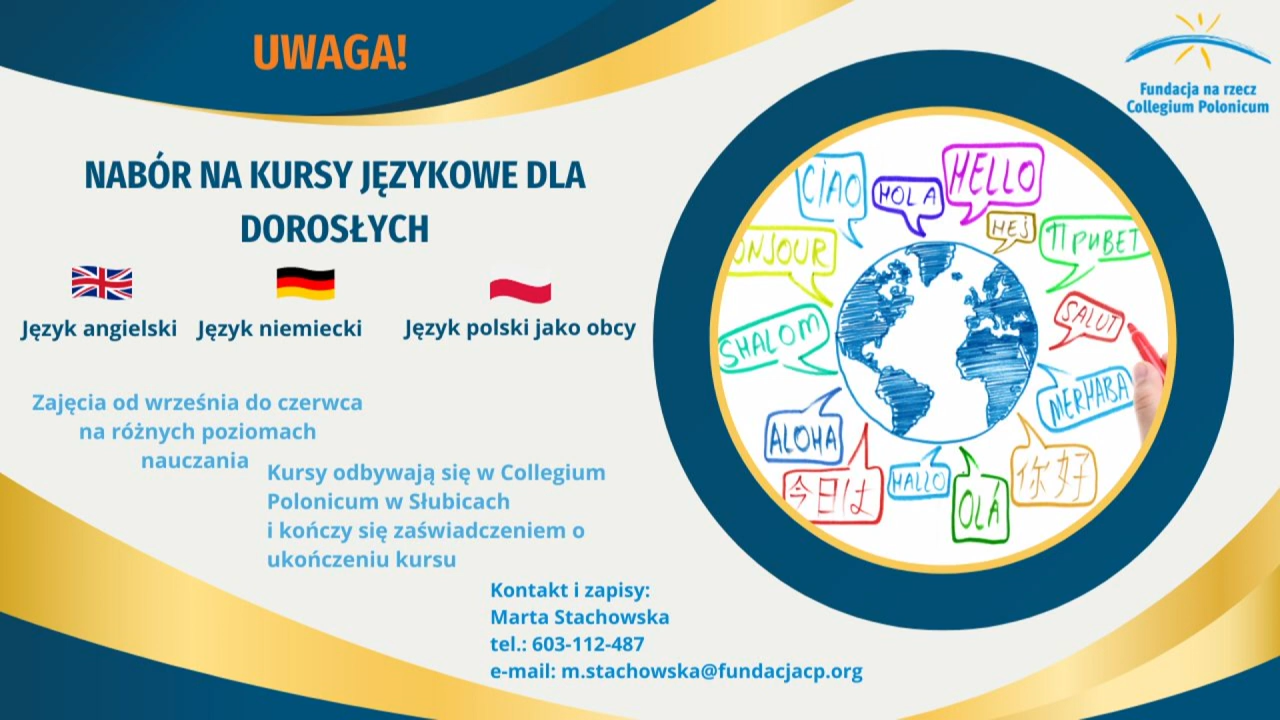 UWAGA!
Fundacja na rzecz
Collegium Polonicum
NABÓR NA KURSY JĘZYKOWE DLA
DOROSŁYCH
Język angielski
Język niemiecki
Język polski jako obcy
Zajęcia od września do czerwca
na różnych poziomach
nauczania
Kursy odbywają się w Collegium
Polonicum w Słubicach
i kończy się zaświadczeniem o
ukończeniu kursu
Kontakt i zapisy:
Marta Stachowska
tel.: 603-112-487
e-mail: m.stachowska@fundacjacp.org
CIAO
HOLA
HELLO
HEJ
ПРИВЕТ
ONJOUR
SALUT
SHALOM
MERHABA
ALOHA
今日は
HALLO
OLÁ
你好